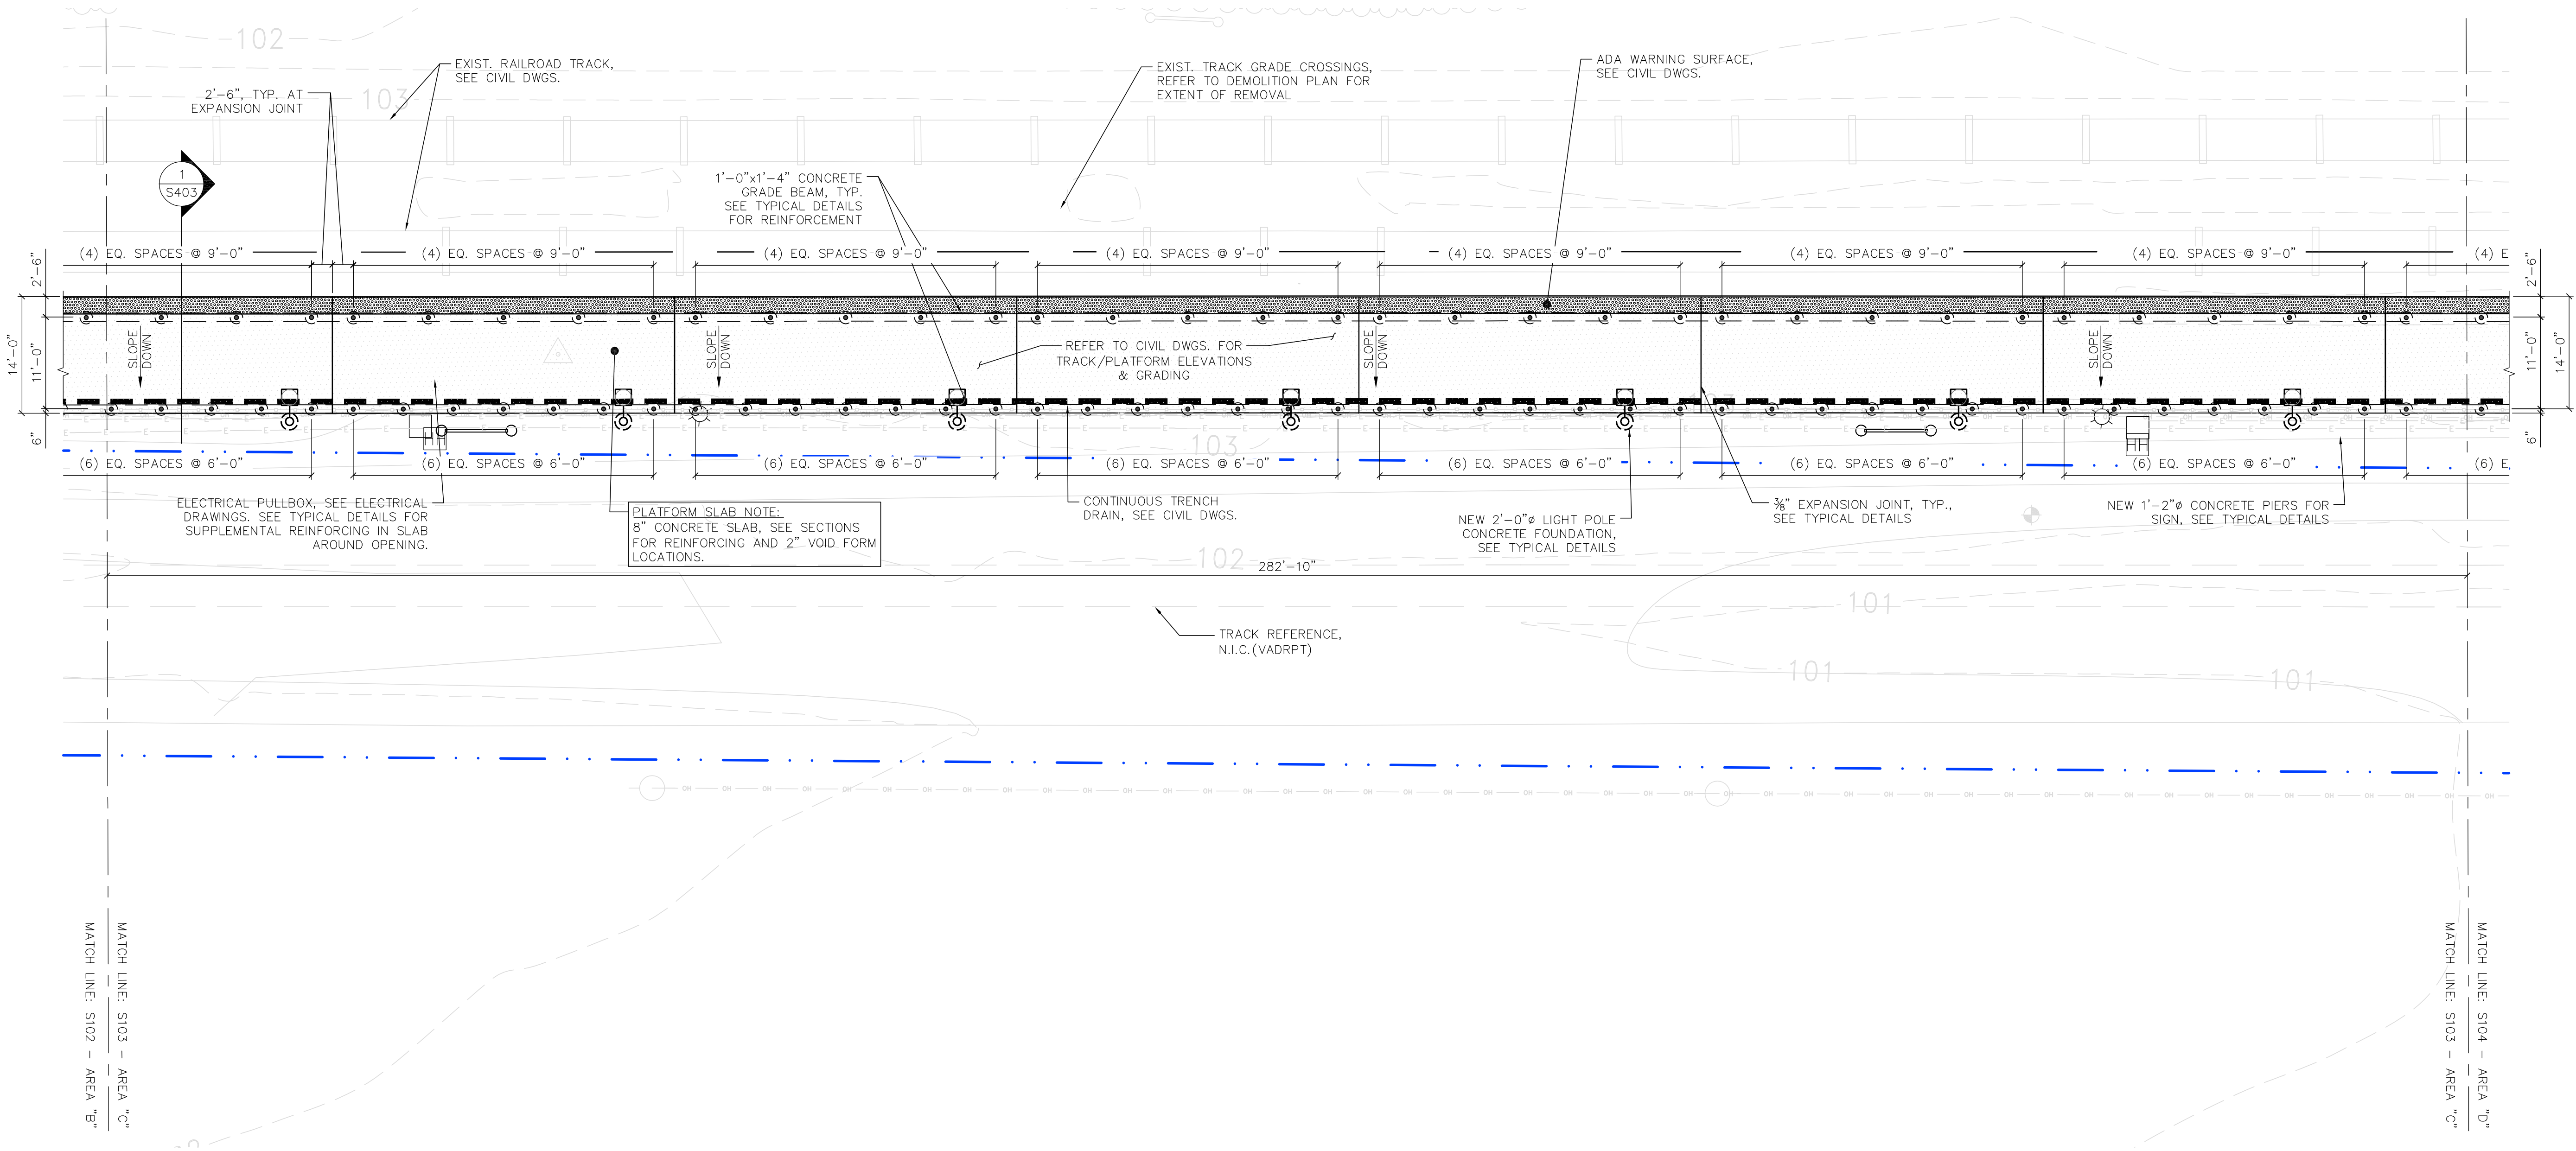 102
EXIST. RAILROAD TRACK,
SEE CIVIL DWGS.
103
2'-6", TYP. AT
EXPANSION JOINT
EXIST. TRACK GRADE CROSSINGS,
REFER TO DEMOLITION PLAN FOR
EXTENT OF REMOVAL
ADA WARNING SURFACE,
SEE CIVIL DWGS.
1
S403
1'-0"x1'-4" CONCRETE
GRADE BEAM, TYP.
SEE TYPICAL DETAILS
FOR REINFORCEMENT
(4) EQ. SPACES @ 9'-0"
(4) EQ. SPACES @ 9'-0"
(4) EQ. SPACES @ 9'-0"
(4) EQ. SPACES @ 9'-0"
(4) EQ. SPACES @ 9'-0"
(4) EQ. SPACES @ 9'-0"
(4) EQ. SPACES @ 9'-0"
(4) E
2'-6"
14'-0"
11'-0"
6"
SLOPE
DOWN
SLOPE
DOWN
REFER TO CIVIL DWGS. FOR
TRACK/PLATFORM ELEVATIONS
& GRADING
SLOPE
DOWN
SLOPE
DOWN
2'-6"
11'-0"
14'-0"
6"
103
(6) EQ. SPACES @ 6'-0"
(6) EQ. SPACES @ 6'-0"
(6) EQ. SPACES @ 6'-0"
(6) EQ. SPACES @ 6'-0"
(6) EQ. SPACES @ 6'-0"
(6) EQ. SPACES @ 6'-0"
(6) EQ. SPACES @ 6'-0"
(6) E
ELECTRICAL PULLBOX, SEE ELECTRICAL
DRAWINGS. SEE TYPICAL DETAILS FOR
SUPPLEMENTAL REINFORCING IN SLAB
AROUND OPENING.
PLATFORM SLAB NOTE:
8" CONCRETE SLAB, SEE SECTIONS
FOR REINFORCING AND 2" VOID FORM
LOCATIONS.
CONTINUOUS TRENCH
DRAIN, SEE CIVIL DWGS.
NEW 2'-0"ø LIGHT POLE
CONCRETE FOUNDATION,
SEE TYPICAL DETAILS
⅜" EXPANSION JOINT, TYP.,
SEE TYPICAL DETAILS
NEW 1'-2"ø CONCRETE PIERS FOR
SIGN, SEE TYPICAL DETAILS
102
282'-10"
101
TRACK REFERENCE,
N.I.C.(VADRPT)
101
101
MATCH LINE: S102 - AREA "B"
MATCH LINE: S103 - AREA "C"
MATCH LINE: S103 - AREA "C"
MATCH LINE: S104 - AREA "D"